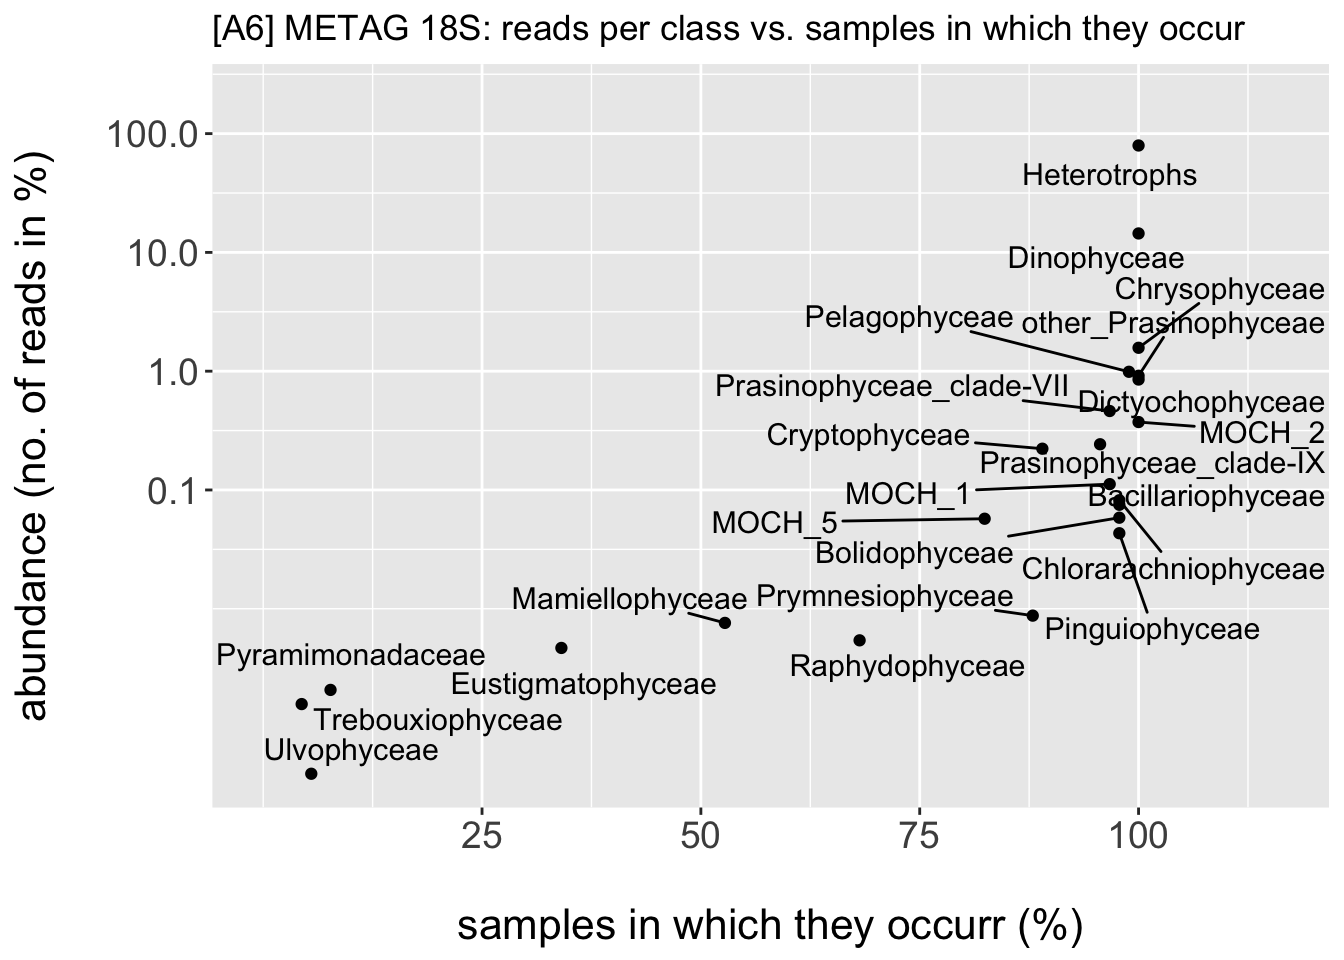 [A6] METAG 18S: reads per class vs. samples in which they occur
abundance (no. of reads in %)
100.0
10.0
1.0
0.1
Heterotrophs
Dinophyceae
Chrysophyceae
Pelagophyceae
other_Prasinophyceae
Prasinophyceae_clade-VII
Dictyochophyceae
Cryptophyceae
MOCH_2
Prasinophyceae_clade-IX
MOCH_1
Bacillariophyceae
MOCH_5
Bolidophyceae
Chlorarachniophyceae
Mamiellophyceae
Prymnesiophyceae
Pinguiophyceae
Pyramimonadaceae
Raphydophyceae
Eustigmatophyceae
Trebouxiophyceae
Ulvophyceae
25 50 75 100
samples in which they occurr (%)